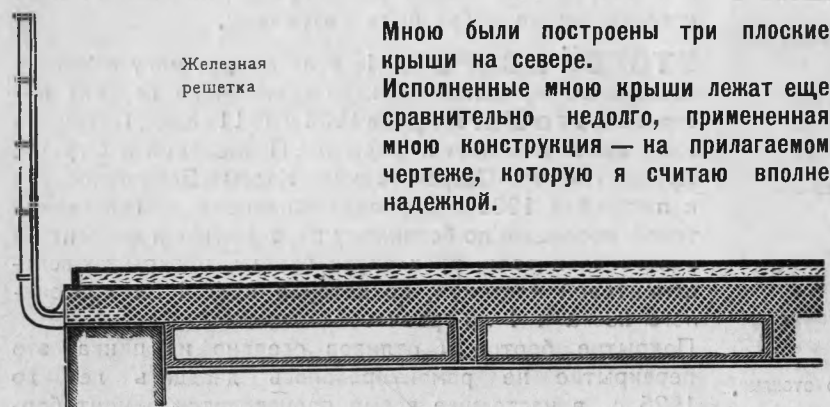 Железная
решетка
Мною были построены три плоские
крыши на севере.
Исполненные мною крыши лежат еще
сравнительно недолго, примененная
мною конструкция — на прилагаемом
чертеже, которую я считаю вполне
надежной.